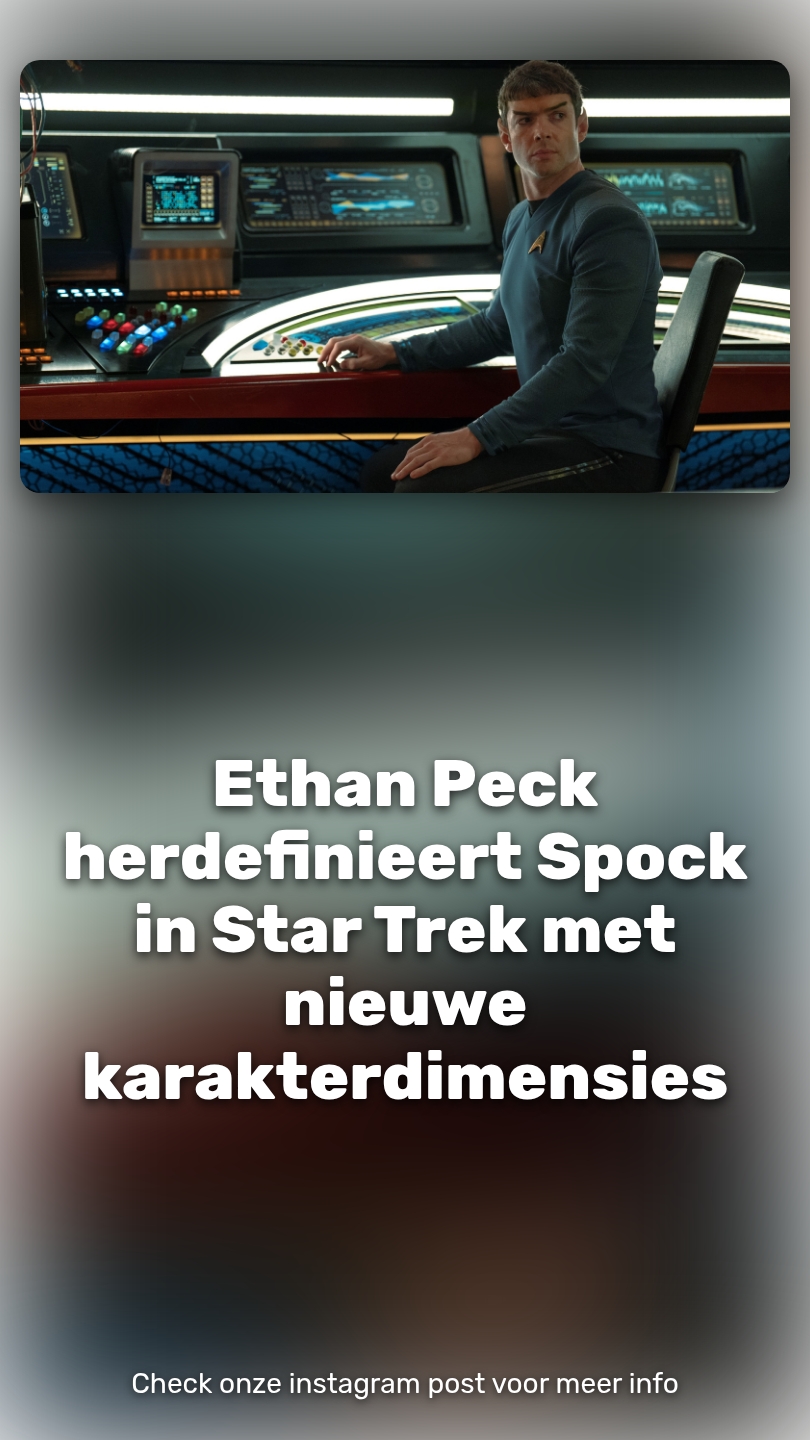 Ethan Peck
herdefinieert Spock
in Star Trek met
nieuwe
karakterdimensies
Check onze instagram post voor meer info